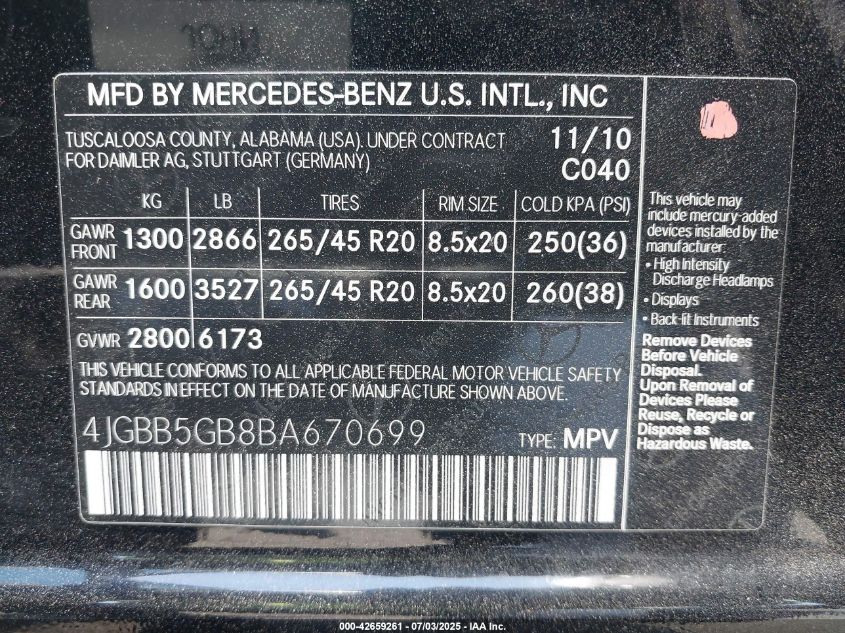 MFD BY MERCEDES-BENZ U.S. INTL., INC
TUSCALOOSA COUNTY, ALABAMA (USA). UNDER CONTRACT
FOR DAIMLER AG, STUTTGART (GERMANY)
11/10
C040
KG LB TIRES RIM SIZE COLD KPA (PSI)
GAWR
FRONT 1300 2866 265/45 R20 8.5x20 250(36)
GAWR
REAR 1600 3527 265/45 R20 8.5x20 260(38)
GVWR 2800 6173
THIS VEHICLE CONFORMS TO ALL APPLICABLE FEDERAL MOTOR VEHICLE SAFETY
STANDARDS IN EFFECT ON THE DATE OF MANUFACTURE SHOWN ABOVE.
4JGBB5GB8BA670699
TYPE: MPV
This vehicle may
include mercury-added
devices installed by the
manufacturer:
• High Intensity
Discharge Headlamps
• Displays
• Back-lit Instruments
Remove Devices
Before Vehicle
Disposal.
Upon Removal of
Devices Please
Reuse, Recycle or
Dispose as
Hazardous Waste.
000-42659261 - 07/03/2025 - IAA Inc.